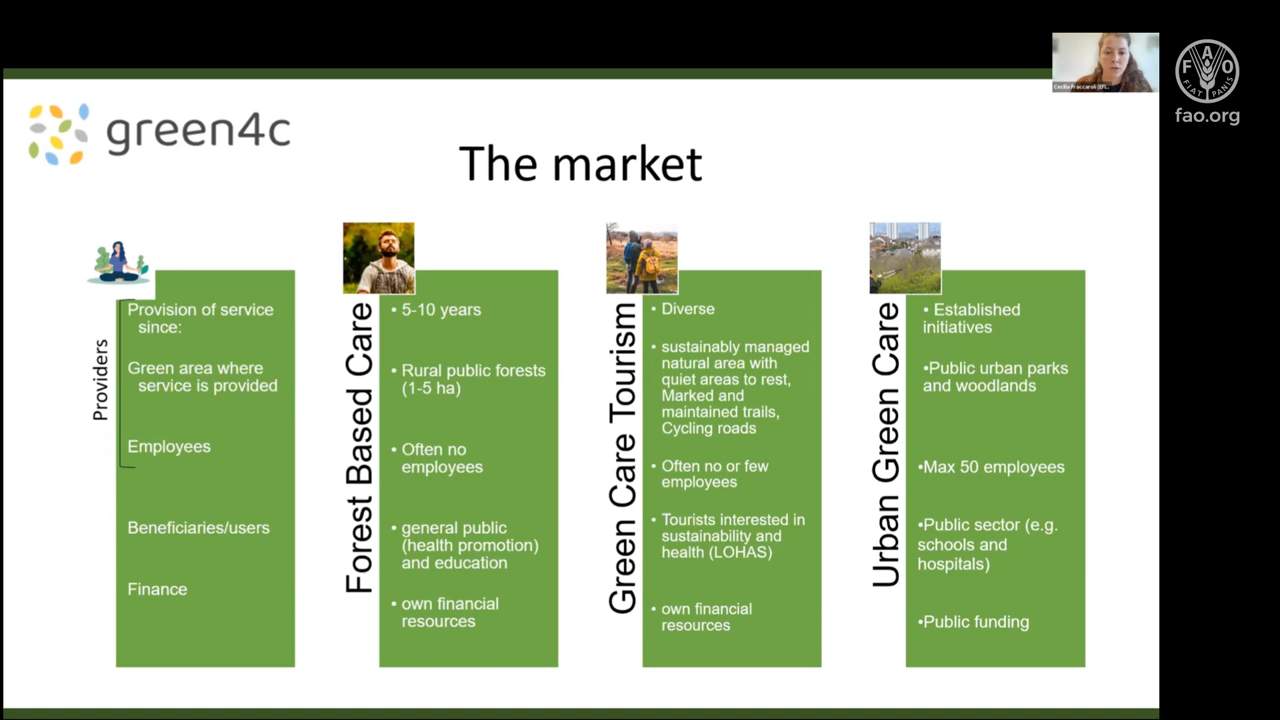 Cecilia Fraccaroli (EFI...
FAO
FIAT PANIS
fao.org
green4c
The market
Providers
Provision of service
since:
Green area where
service is provided
Employees
Beneficiaries/users
Finance
Forest Based Care
• 5-10 years
• Rural public forests
(1-5 ha)
• Often no
employees
• general public
(health promotion)
and education
• own financial
resources
Green Care Tourism
• Diverse
• sustainably managed
natural area with
quiet areas to rest,
Marked and
maintained trails,
Cycling roads
• Often no or few
employees
• Tourists interested in
sustainability and
health (LOHAS)
• own financial
resources
Urban Green Care
• Established
initiatives
•Public urban parks
and woodlands
•Max 50 employees
•Public sector (e.g.
schools and
hospitals)
•Public funding